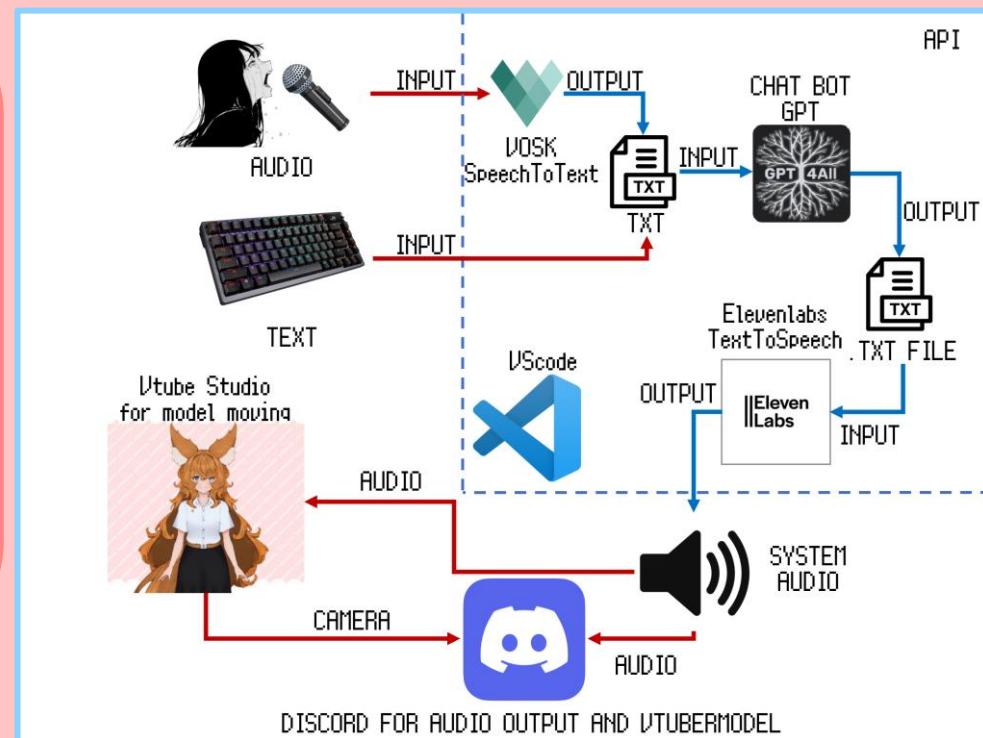 API
INPUT
OUTPUT
CHAT BOT
GPT
AUDIO
VOSK
SpeechToText
TXT
TXT
INPUT
GPT 4All
OUTPUT
INPUT
TEXT
TXT
.TXT FILE
Elevenlabs
TextToSpeech
VScode
OUTPUT
Eleven
Labs
INPUT
Vtube Studio
for model moving
AUDIO
SYSTEM
AUDIO
CAMERA
AUDIO
DISCORD FOR AUDIO OUTPUT AND VTUBERMODEL